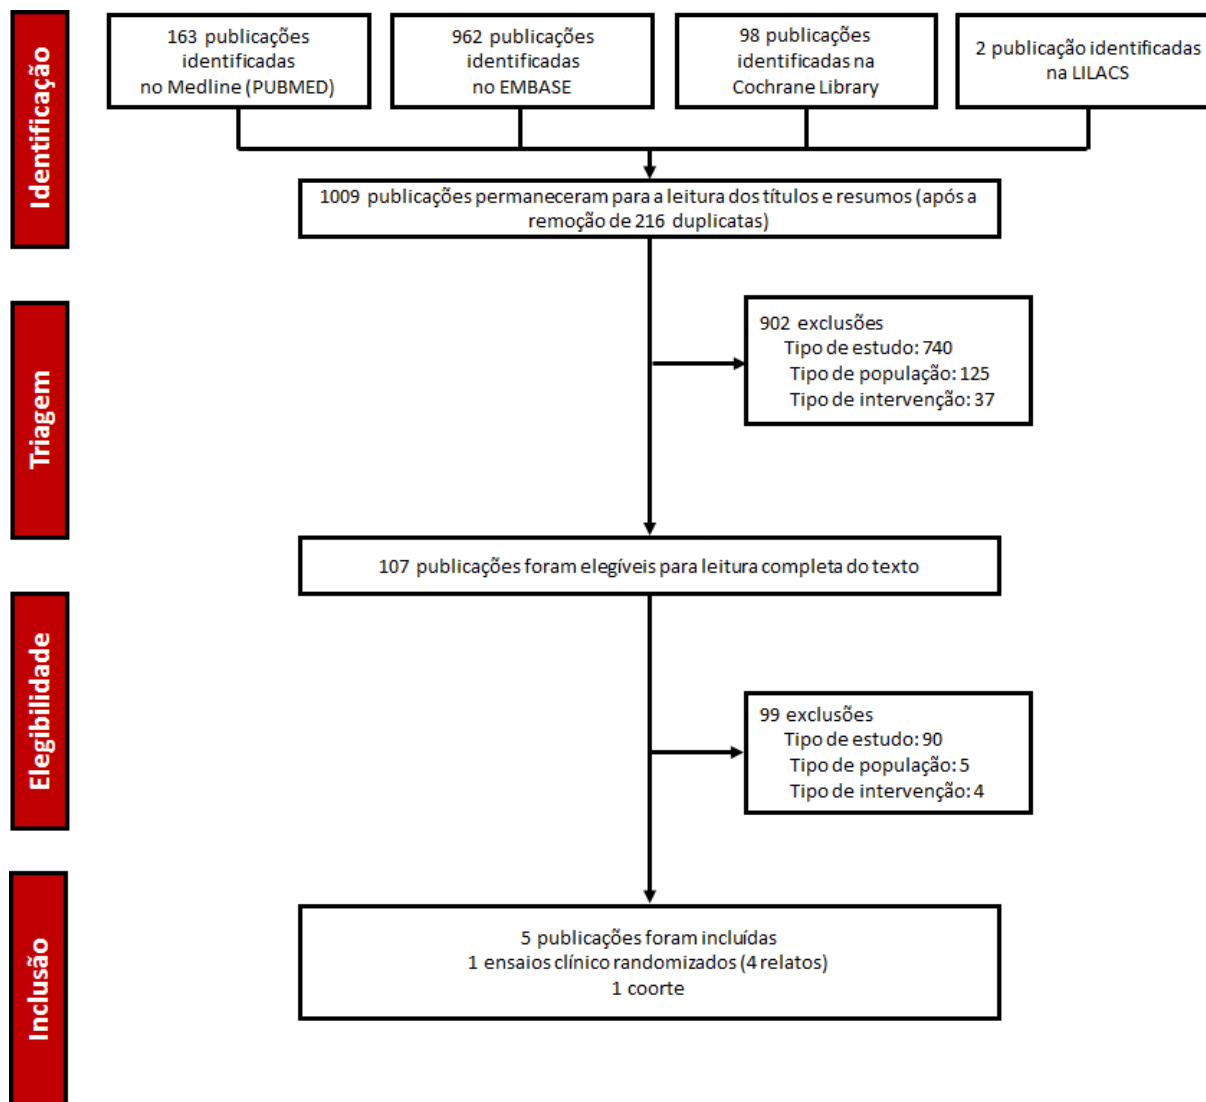 Identificação
163 publicações
identificadas
no Medline (PUBMED)
962 publicações
identificadas
no EMBASE
98 publicações
identificadas na
Cochrane Library
2 publicação identificadas
na LILACS
1009 publicações permaneceram para a leitura dos títulos e resumos (após a
remoção de 216 duplicatas)
Triagem
902 exclusões
Tipo de estudo: 740
Tipo de população: 125
Tipo de intervenção: 37
107 publicações foram elegíveis para leitura completa do texto
Elegibilidade
99 exclusões
Tipo de estudo: 90
Tipo de população: 5
Tipo de intervenção: 4
Inclusão
5 publicações foram incluídas
1 ensaios clínico randomizados (4 relatos)
1 coorte